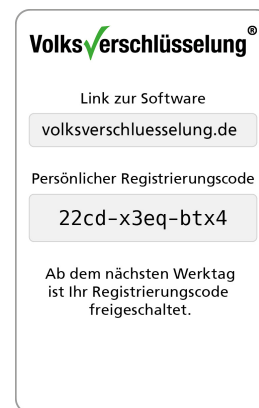 Volksverschlüsselung®
Link zur Software
volksverschluesselung.de
Persönlicher Registrierungscode
22cd-x3eq-btx4
Ab dem nächsten Werktag
ist Ihr Registrierungscode
freigeschaltet.